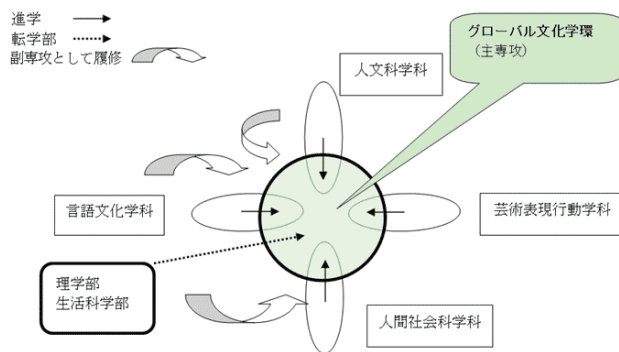 進学
転学部
副専攻として履修
グローバル文化学環
(主専攻)
人文科学科
言語文化学科
芸術表現行動学科
理学部
生活科学部
人間社会科学科